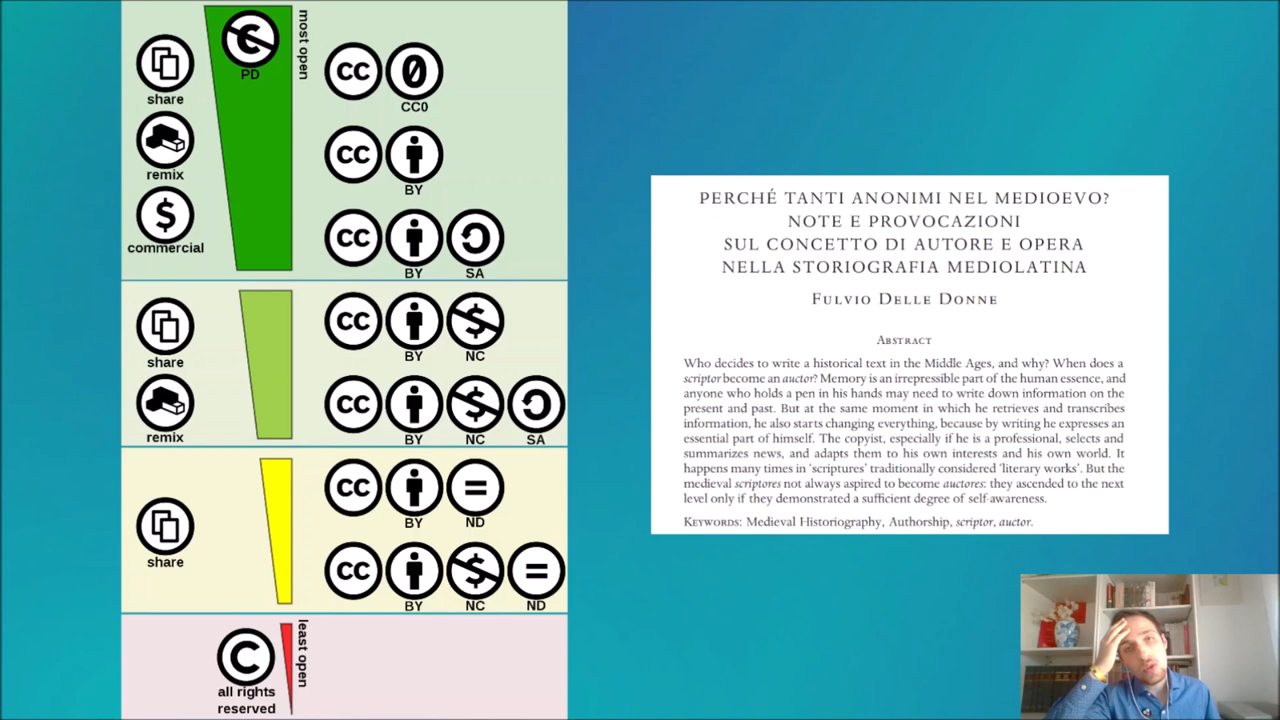 most open
PD
share
remix
commercial
CC 0
CC0
CC
BY
CC
BY SA
share
remix
CC $
BY NC
CC $
BY NC SA
share
CC =
BY ND
CC $ =
BY NC ND
least open
C
all rights
reserved
PERCHÉ TANTI ANONIMI NEL MEDIOEVO?
NOTE E PROVOCAZIONI
SUL CONCETTO DI AUTORE E OPERA
NELLA STORIOGRAFIA MEDIOLATINA
Fulvio Delle Donne
Abstract
Who decides to write a historical text in the Middle Ages, and why? When does a
scriptor become an auctor? Memory is an irrepressible part of the human essence, and
anyone who holds a pen in his hands may need to write down information on the
present and past. But at the same moment in which he retrieves and transcribes
information, he also starts changing everything, because by writing he expresses an
essential part of himself. The copyist, especially if he is a professional, selects and
summarizes news, and adapts them to his own interests and his own world. It
happens many times in ‘scriptures’ traditionally considered ‘literary works’. But the
medieval scriptores not always aspired to become auctores: they ascended to the next
level only if they demonstrated a sufficient degree of self-awareness.
Keywords: Medieval Historiography, Authorship, scriptor, auctor.